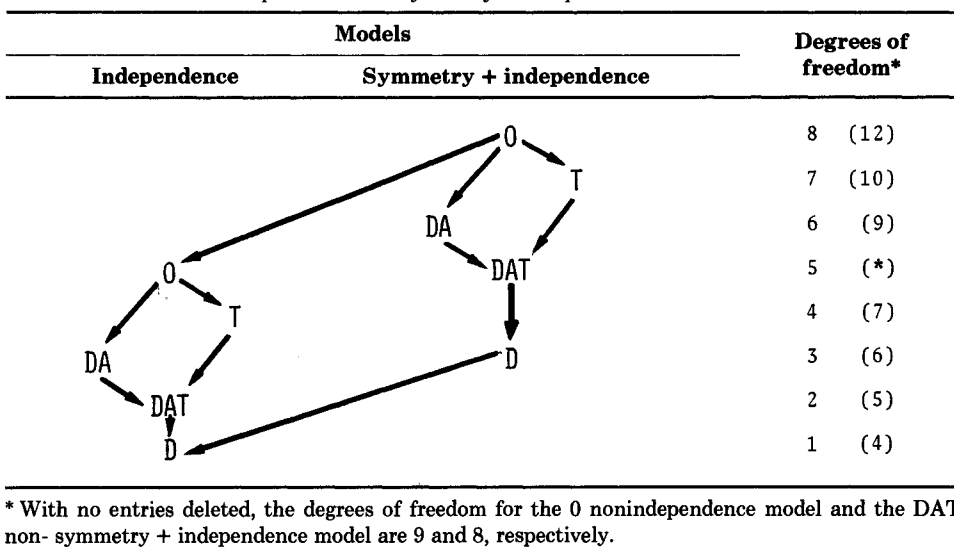 Models
Degrees of
freedom*
Independence Symmetry + independence
O 8 (12)
T 7 (10)
DA 6 (9)
O DAT 5 (*)
T 4 (7)
DA D 3 (6)
DAT 2 (5)
D 1 (4)
* With no entries deleted, the degrees of freedom for the 0 nonindependence model and the DAT
non- symmetry + independence model are 9 and 8, respectively.